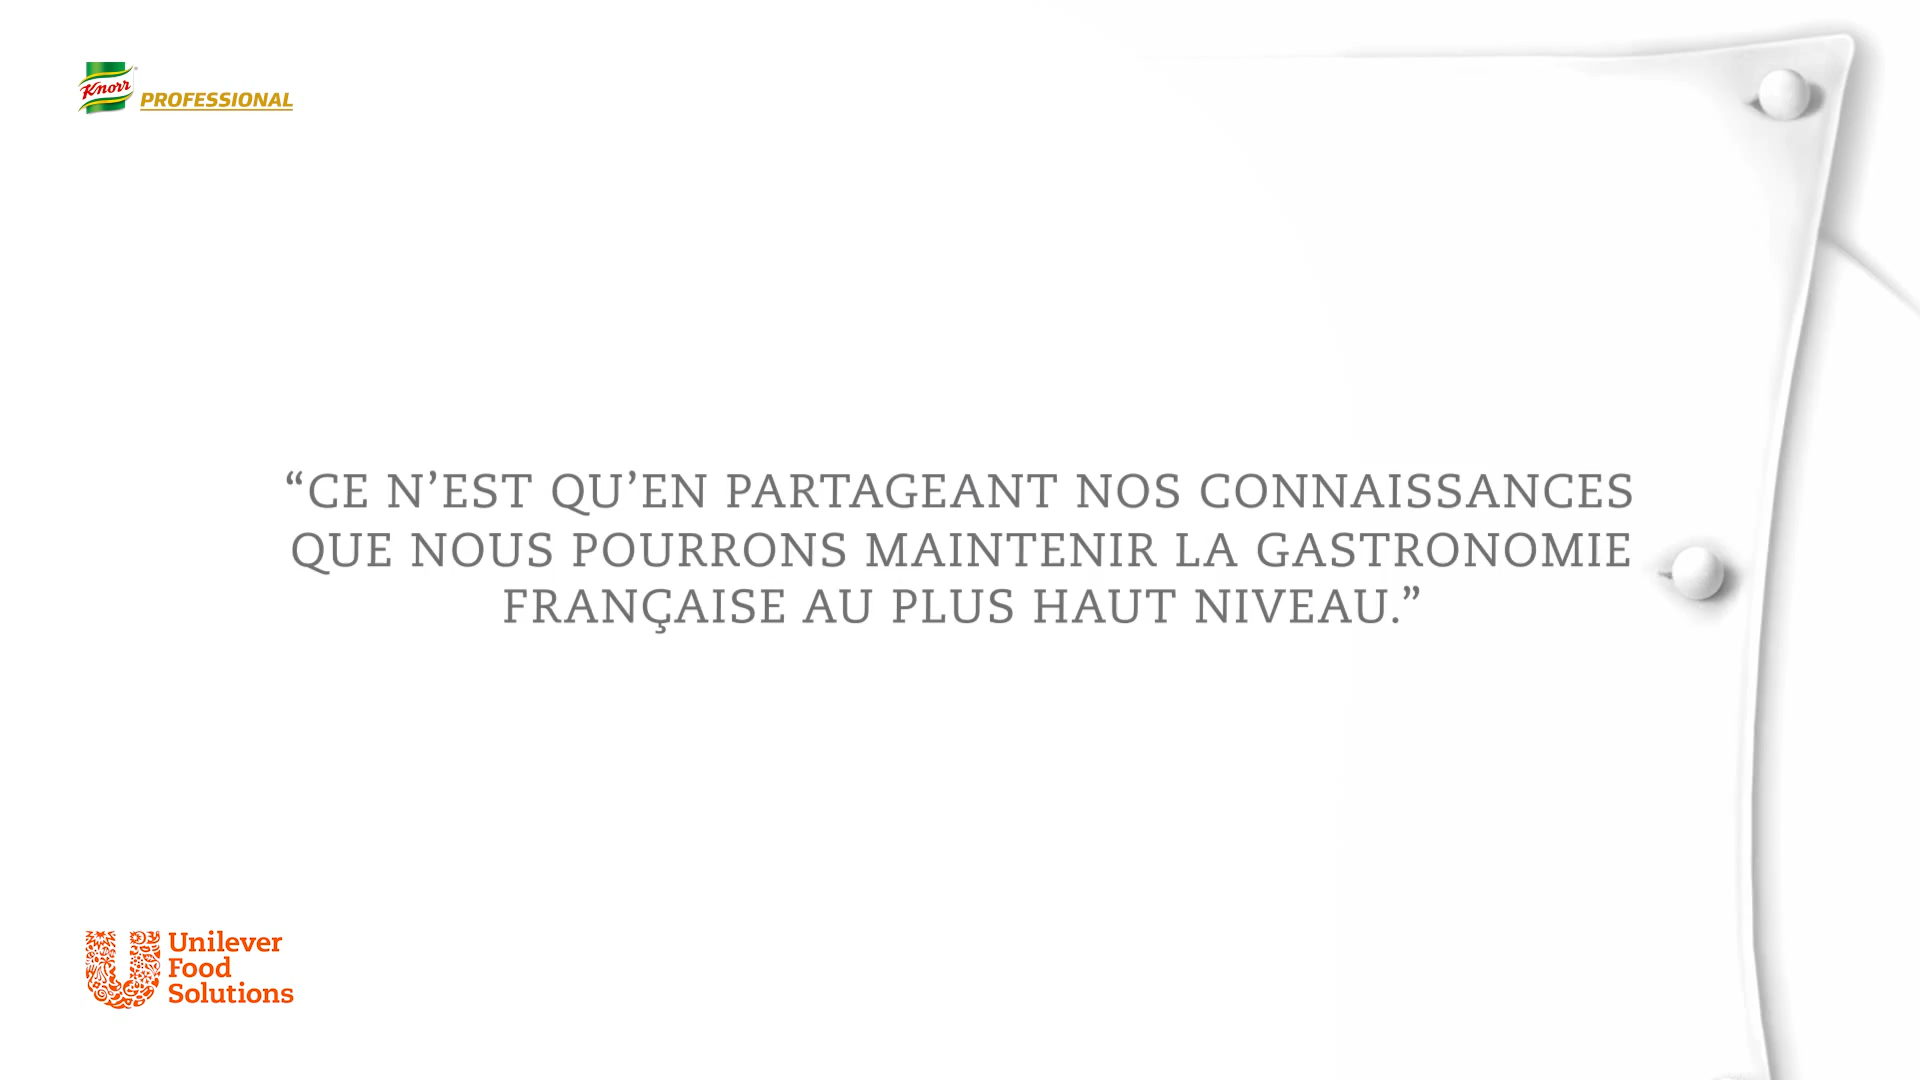 Knorr
PROFESSIONAL
“CE N’EST QU’EN PARTAGEANT NOS CONNAISSANCES
QUE NOUS POURRONS MAINTENIR LA GASTRONOMIE
FRANÇAISE AU PLUS HAUT NIVEAU.”
Unilever
Food
Solutions